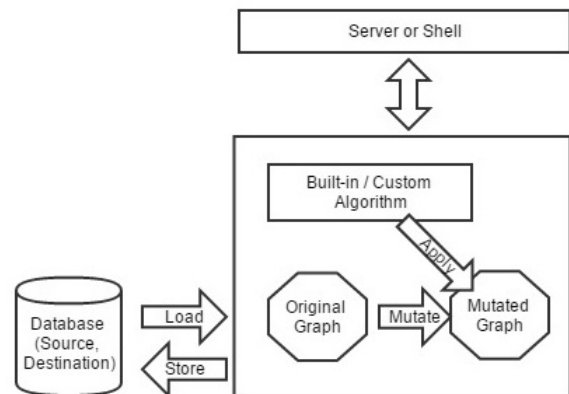 Server or Shell
Built-in / Custom
Algorithm
Apply
Original
Graph
Mutate
Mutated
Graph
Database
(Source,
Destination)
Load
Store